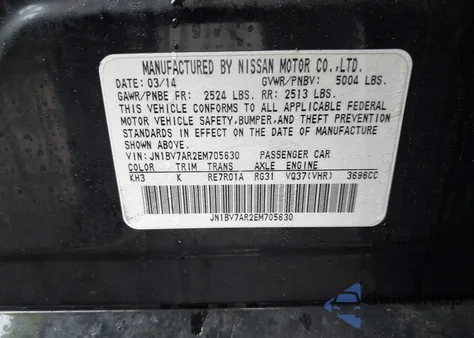 MANUFACTURED BY NISSAN MOTOR CO.,LTD.
DATE: 03/14 GVWR/PNBV: 5004 LBS.
GAWR/PNBE FR: 2524 LBS. RR: 2513 LBS.
THIS VEHICLE CONFORMS TO ALL APPLICABLE FEDERAL
MOTOR VEHICLE SAFETY,BUMPER,AND THEFT PREVENTION
STANDARDS IN EFFECT ON THE DATE OF MANUFACTURE
SHOWN ABOVE.
VIN: JN1BV7AR2EM705630 PASSENGER CAR
COLOR TRIM TRANS AXLE ENGINE
KH3 K RE7R01A RG31 VQ37(VHR) 3696CC
JN1BV7AR2EM705630